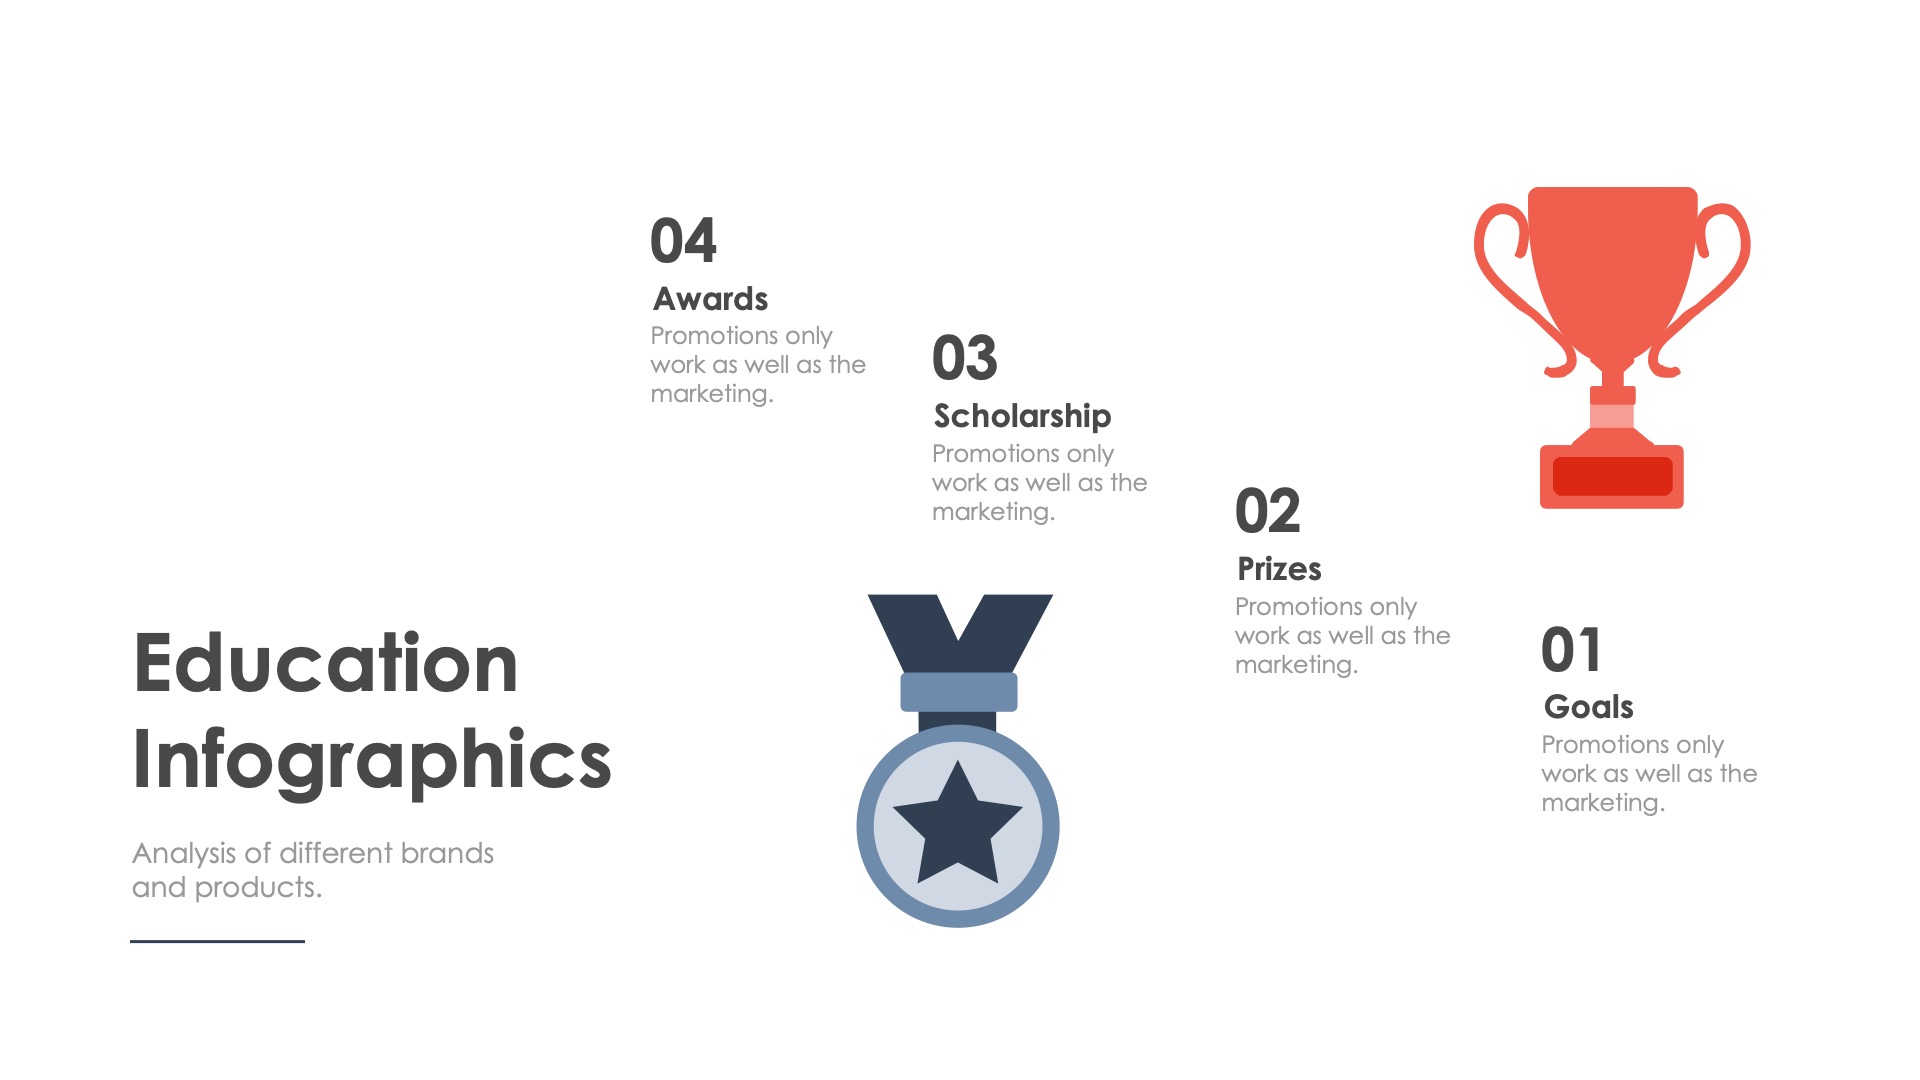 04
Awards
Promotions only
work as well as the
marketing.
03
Scholarship
Promotions only
work as well as the
marketing.
02
Prizes
Promotions only
work as well as the
marketing.
01
Goals
Promotions only
work as well as the
marketing.
Education
Infographics
Analysis of different brands
and products.